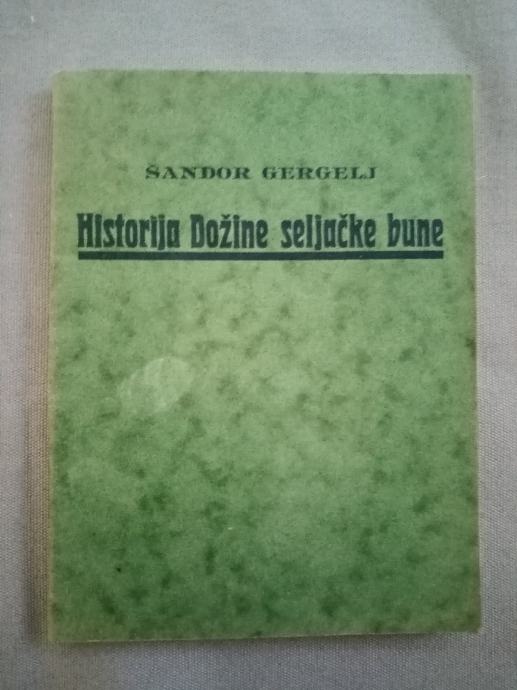 ŠANDOR GERGELJ
Historija Dožine seljačke bune